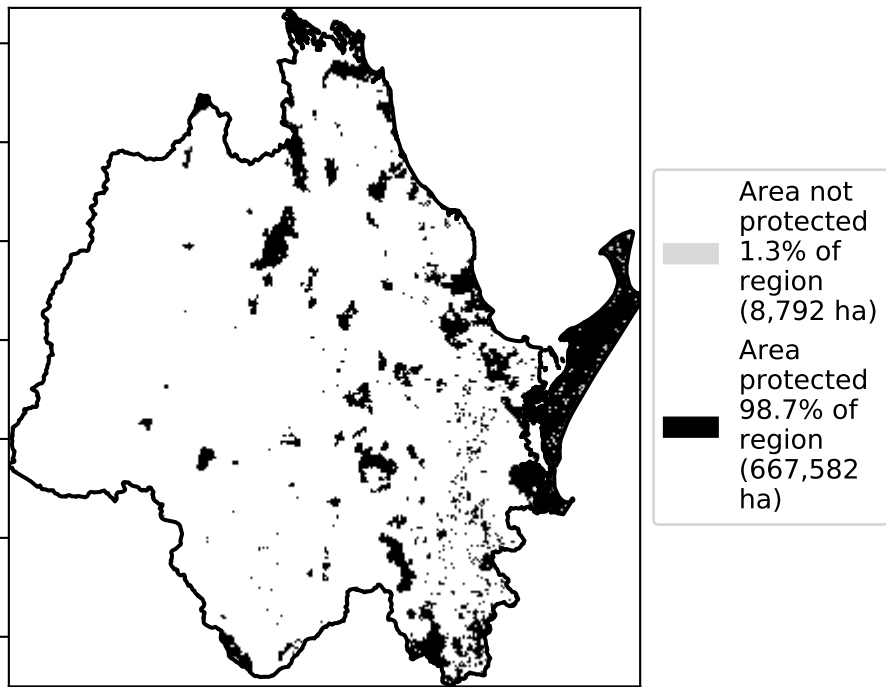 Area not
protected
1.3% of
region
(8,792 ha)
Area
protected
98.7% of
region
(667,582
ha)